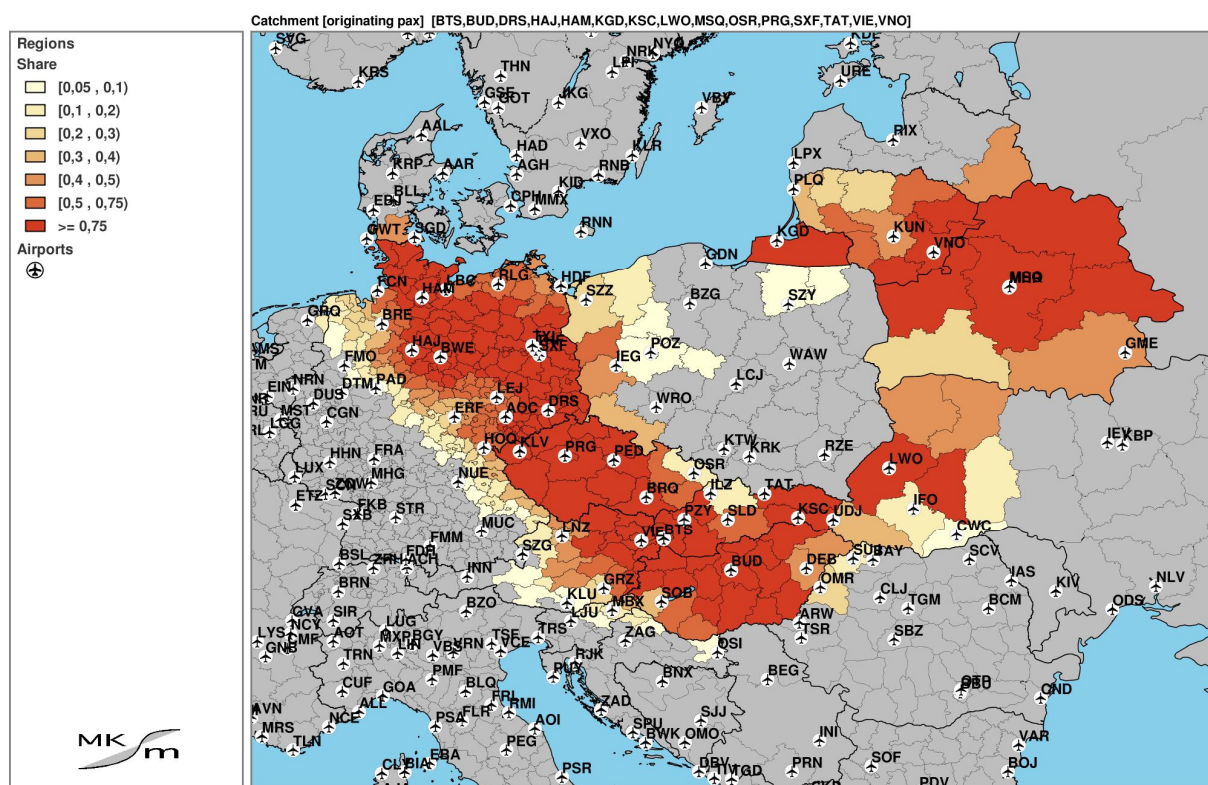 Catchment [originating pax] [BTS,BUD,DRS,HAJ,HAM,KGD,KSC,LWO,MSQ,OSR,PRG,SXF,TAT,VIE,VNO]
Regions
Share
[0,05 , 0,1)
[0,1 , 0,2)
[0,2 , 0,3)
[0,3 , 0,4)
[0,4 , 0,5)
[0,5 , 0,75)
>= 0,75
Airports
MK
m
SVG
NYO
NRK
KRS
THN
URE
GOT
JKG
VBY
AAL
VXO
RIX
HAD
KLR
LPX
KRP
AAR
AGH
RNB
KID
PLQ
BLL
CPH
MMX
GWT
SGD
RNN
KGD
KUN
VNO
GDN
FCN
HAM
LBC
RLG
HDF
SZZ
BZG
SZY
GRQ
BRE
GME
HAJ
BWE
SXF
POZ
WAW
FMO
IEG
LCJ
NRN
DTM
PAD
LEJ
DUS
DRS
WRO
MST
CGN
ERF
AOC
LGG
HOQ
KLV
PRG
PED
KTW
KRK
RZE
IEV
KBP
HHN
FRA
LWO
LUX
MHG
NUE
OSR
ILZ
TAT
ETZ
BRQ
IFO
FKB
SXB
STR
PZY
SLD
KSC
UDJ
MUC
LNZ
VIE
BTS
CWC
FMM
SZG
BSL
FDH
ACH
BUD
DEB
SCV
INN
OMR
IAS
NLV
BRN
GRZ
KLU
MBX
SOB
CLJ
TGM
BCM
KIV
ODS
GVA
SIR
BZO
LJU
ARW
NCY
LUG
TRS
ZAG
TSR
SBZ
LYS
CMF
AOT
BGY
TSF
GNB
LIN
VBS
VRN
VCE
OSI
TRN
RJK
PMF
PUY
BNX
BEG
CUF
GOA
BLQ
OTP
CND
AVN
ALL
FRL
RMI
ZAD
NCE
PSA
FLR
SJJ
MRS
AOI
SPU
INI
VAR
TLN
PEG
BWK
OMO
EBA
SOF
BIA
PSR
TGD
PRN
BOJ
PDV